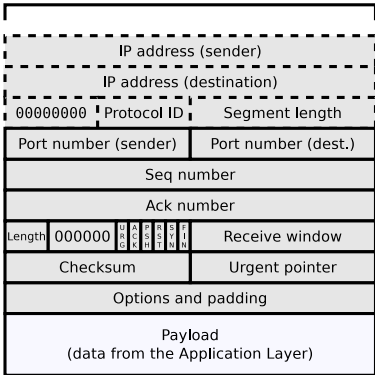 IP address (sender)
IP address (destination)
00000000 Protocol ID Segment length
Port number (sender) Port number (dest.)
Seq number
Ack number
Length 000000 URG ACK PSH RST SYN FIN Receive window
Checksum Urgent pointer
Options and padding
Payload
(data from the Application Layer)